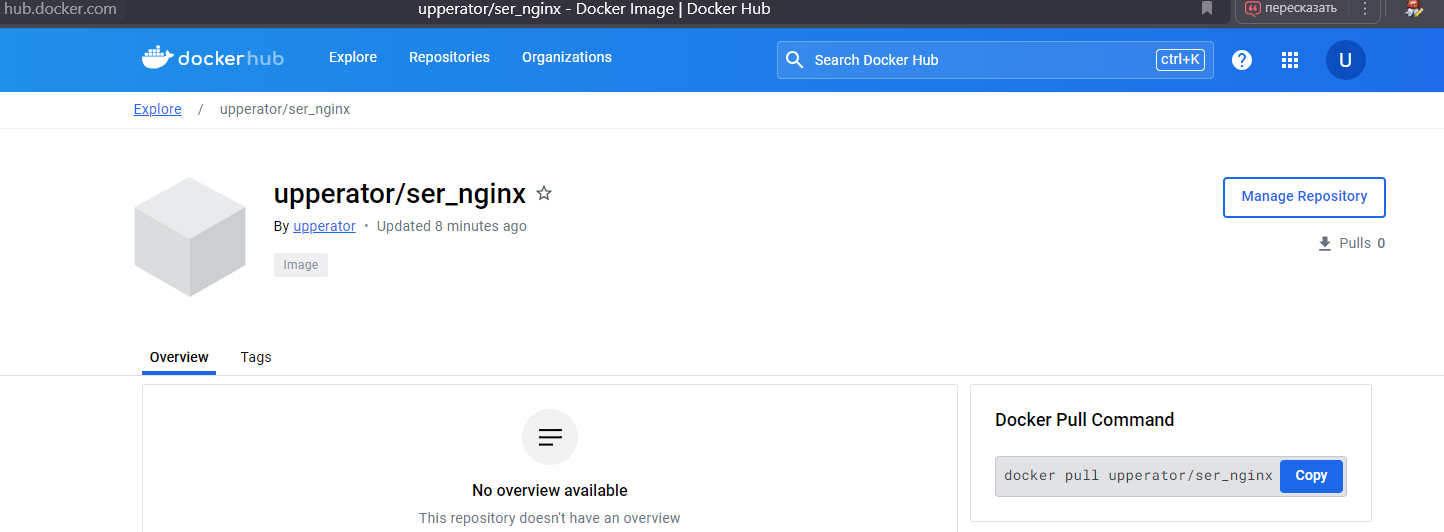 hub.docker.com upperator/ser_nginx - Docker Image | Docker Hub пересказать
dockerhub Explore Repositories Organizations Search Docker Hub ctrl+K ? U
Explore / upperator/ser_nginx
upperator/ser_nginx
Manage Repository
By upperator • Updated 8 minutes ago
Pulls 0
Image
Overview Tags
Docker Pull Command
docker pull upperator/ser_nginx Copy
No overview available
This repository doesn't have an overview